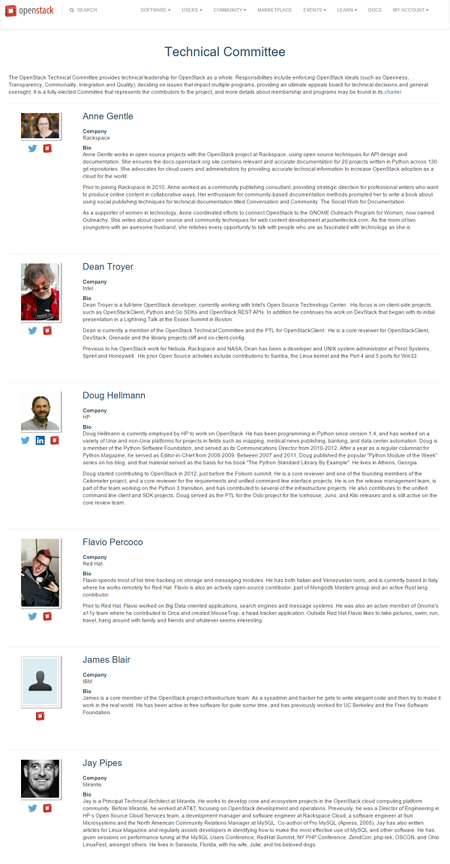 openstack
SEARCH
SOFTWARE
USERS
COMMUNITY
MARKETPLACE
EVENTS
LEARN
DOCS
MY ACCOUNT
Technical Committee
The OpenStack Technical Committee provides technical leadership for OpenStack as a whole. Responsibilities include enforcing OpenStack ideals (such as Openness,
Transparency, Commonality, Integration and Quality), deciding on issues that impact multiple programs, providing an ultimate appeals board for technical decisions and general
oversight. It is a fully-elected Committee that represents the contributors to the project, and more details about membership and programs may be found in its charter.
Anne Gentle
Company
Rackspace
Bio
Anne Gentle works in open source projects with the OpenStack project at Rackspace, using open source techniques for API design and
documentation. She ensures the docs.openstack.org site contains relevant and accurate documentation for 20 projects written in Python across 130
git repositories. She advocates for cloud users and administrators by providing accurate technical information to increase OpenStack adoption as a
cloud for the world.
Prior to joining Rackspace in 2010, Anne worked as a community publishing consultant, providing strategic direction for professional writers who want
to produce online content in collaborative ways. Her enthusiasm for community-based documentation methods prompted her to write a book about
using social publishing techniques for technical documentation titled Conversation and Community: The Social Web for Documentation.
As a supporter of women in technology, Anne coordinated efforts to connect OpenStack to the GNOME Outreach Program for Women, now named
Outreachy. She writes about open source and community techniques for web content development at justwriteclick.com. As the mom of two
youngsters with an awesome husband, she relishes every opportunity to talk with people who are as fascinated with this technology as she is.
Dean Troyer
Company
Intel
Bio
Dean Troyer is a full-time OpenStack developer, currently working with Intel's Open Source Technology Center. His focus is on client-side projects
such as OpenStackClient, Python and Go SDKs and OpenStack REST APIs. In addition he continues his work on DevStack that began with its initial
presentation in a Lightning Talk at the Essex Summit in Boston.
Dean is currently a member of the OpenStack Technical Committee and the PTL for OpenStackClient. He is a core reviewer for OpenStackClient,
DevStack, Grenade and the library projects cliff and os-client-config.
Previous to his OpenStack work for Nebula, Rackspace and NASA, Dean has been a developer and UNIX system administrator at Perot Systems,
Sprint and Honeywell. His prior Open Source activities include contributions to Samba, the Linux kernel and the Perl 4 and 5 ports for Win32.
Doug Hellmann
Company
HP
Bio
Doug Hellmann is currently employed by HP to work on OpenStack. He has been programming in Python since version 1.4, and has worked on a
variety of Unix and non-Unix platforms for projects in fields such as mapping, medical news publishing, banking, and data center automation. Doug is
a member of the Python Software Foundation, and served as its Communications Director from 2010-2012. After a year as a regular columnist for
Python Magazine, he served as Editor-in-Chief from 2008-2009. Between 2007 and 2011, Doug published the popular "Python Module of the Week"
series on his blog, and that material served as the basis for his book "The Python Standard Library By Example". He lives in Athens, Georgia.
Doug started contributing to OpenStack in 2012, just before the Folsom summit. He is a core reviewer and one of the founding members of the
Ceilometer project, and a core reviewer for the requirements and unified command line interface projects. He is on the release management team, is
part of the team working on the Python 3 transition, and has contributed to several of the infrastructure projects. He also contributes to the unified
command line client and SDK projects. Doug served as the PTL for the Oslo project for the Icehouse, Juno, and Kilo releases and is still active on the
core review team.
Flavio Percoco
Company
Red Hat
Bio
Flavio spends most of his time hacking on storage and messaging modules. He has both Italian and Venezuelan roots, and is currently based in Italy
where he works remotely for Red Hat. Flavio is also an actively open-source contributor, part of Mongodb Masters group and an active Rust lang
contributor.
Prior to Red Hat, Flavio worked on Big Data oriented applications, search engines and message systems. He was also an active member of Gnome's
a11y team where he contributed to Orca and created MouseTrap, a head-tracker application. Outside Red Hat Flavio likes to take pictures, swim, run,
travel, hang around with family and friends and whatever seems interesting.
James Blair
Company
IBM
Bio
James is a core member of the OpenStack project infrastructure team. As a sysadmin and hacker he gets to write elegant code and then try to make it
work in the real world. He has been active in free software for quite some time, and has previously worked for UC Berkeley and the Free Software
Foundation.
Jay Pipes
Company
Mirantis
Bio
Jay is a Principal Technical Architect at Mirantis. He works to develop core and ecosystem projects in the OpenStack cloud computing platform
community. Before Mirantis, he worked at AT&T, focusing on OpenStack development and operations. Previously, he was a Director of Engineering in
HP's Open Source Cloud Services team, a development manager and software engineer at Rackspace Cloud, a software engineer at Sun
Microsystems and the North American Community Relations Manager at MySQL. Co-author of Pro MySQL (Apress, 2005), Jay has also written
articles for Linux Magazine and regularly assists developers in identifying how to make the most effective use of MySQL and other software. He has
given sessions on performance tuning at the MySQL Users Conference, RedHat Summit, NY PHP Conference, ZendCon, php.tek, OSCON, and Ohio
LinuxFest, amongst others. He lives in Sarasota, Florida, with his wife, Julie, and his beloved dogs.